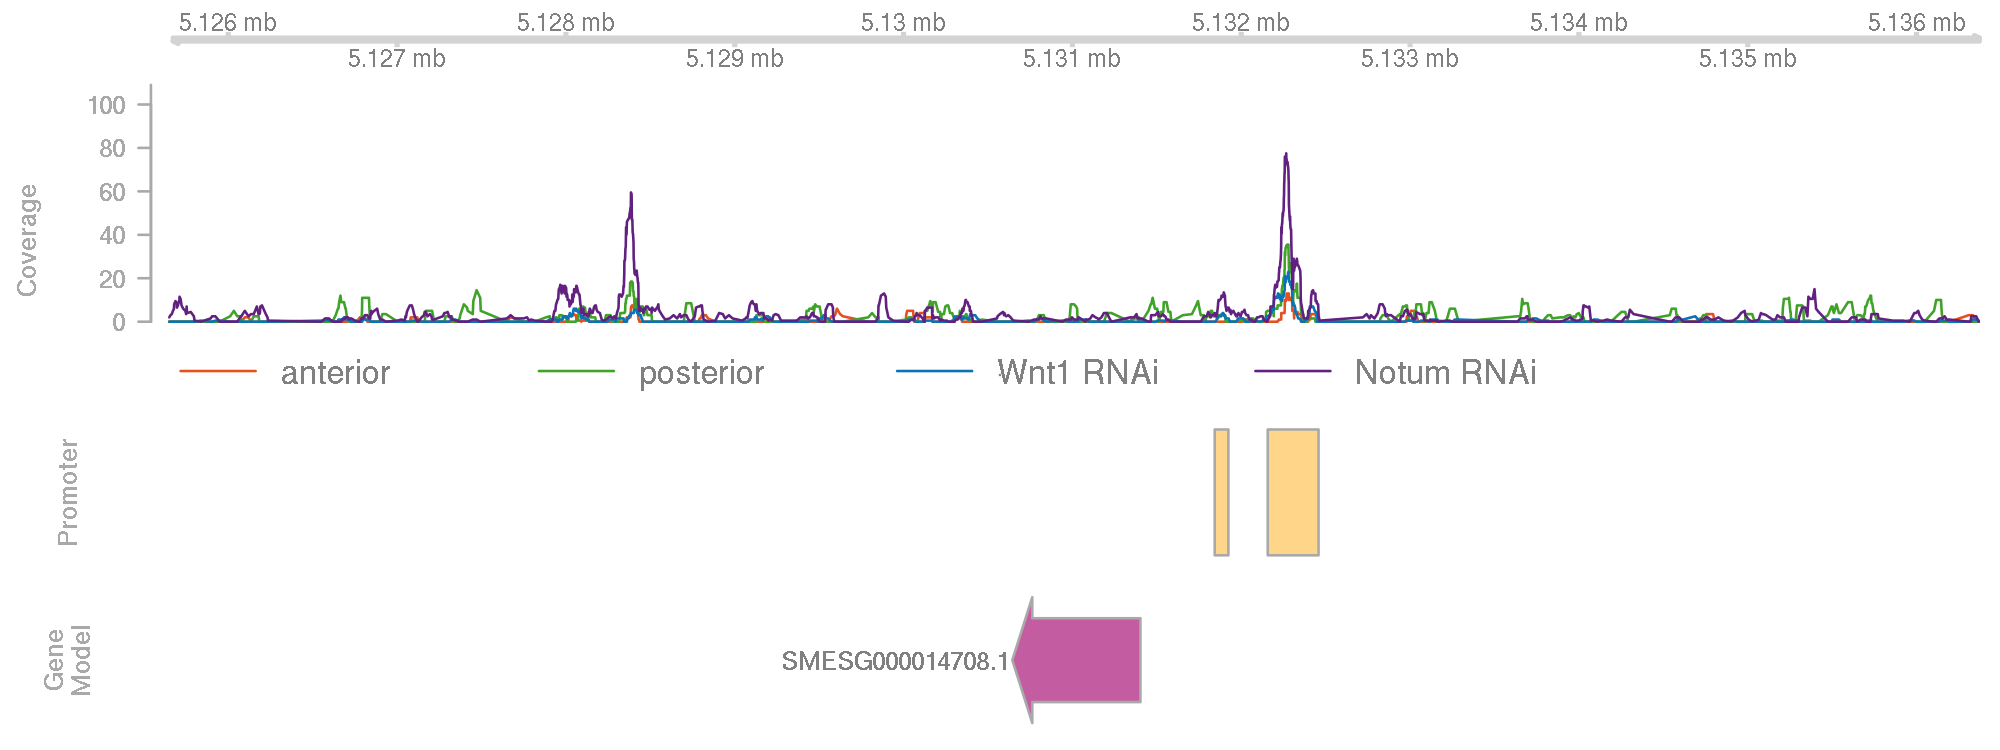 5.126 mb 5.128 mb 5.13 mb 5.132 mb 5.134 mb 5.136 mb
5.127 mb 5.129 mb 5.131 mb 5.133 mb 5.135 mb
Coverage
100
80
60
40
20
0
anterior posterior Wnt1 RNAi Notum RNAi
Promoter
Gene
Model
SMESG000014708.1